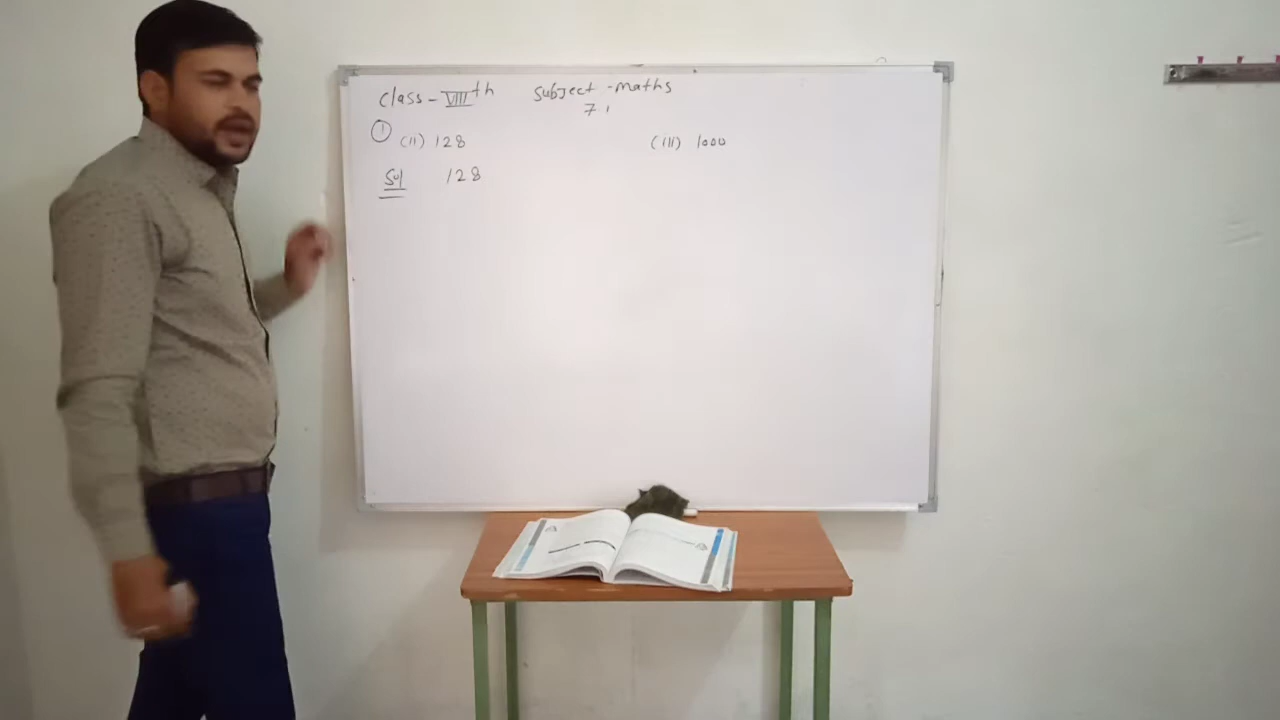 Class - VIIIth Subject - maths
7.1
① (ii) 128 (iii) 1000
Sol 128